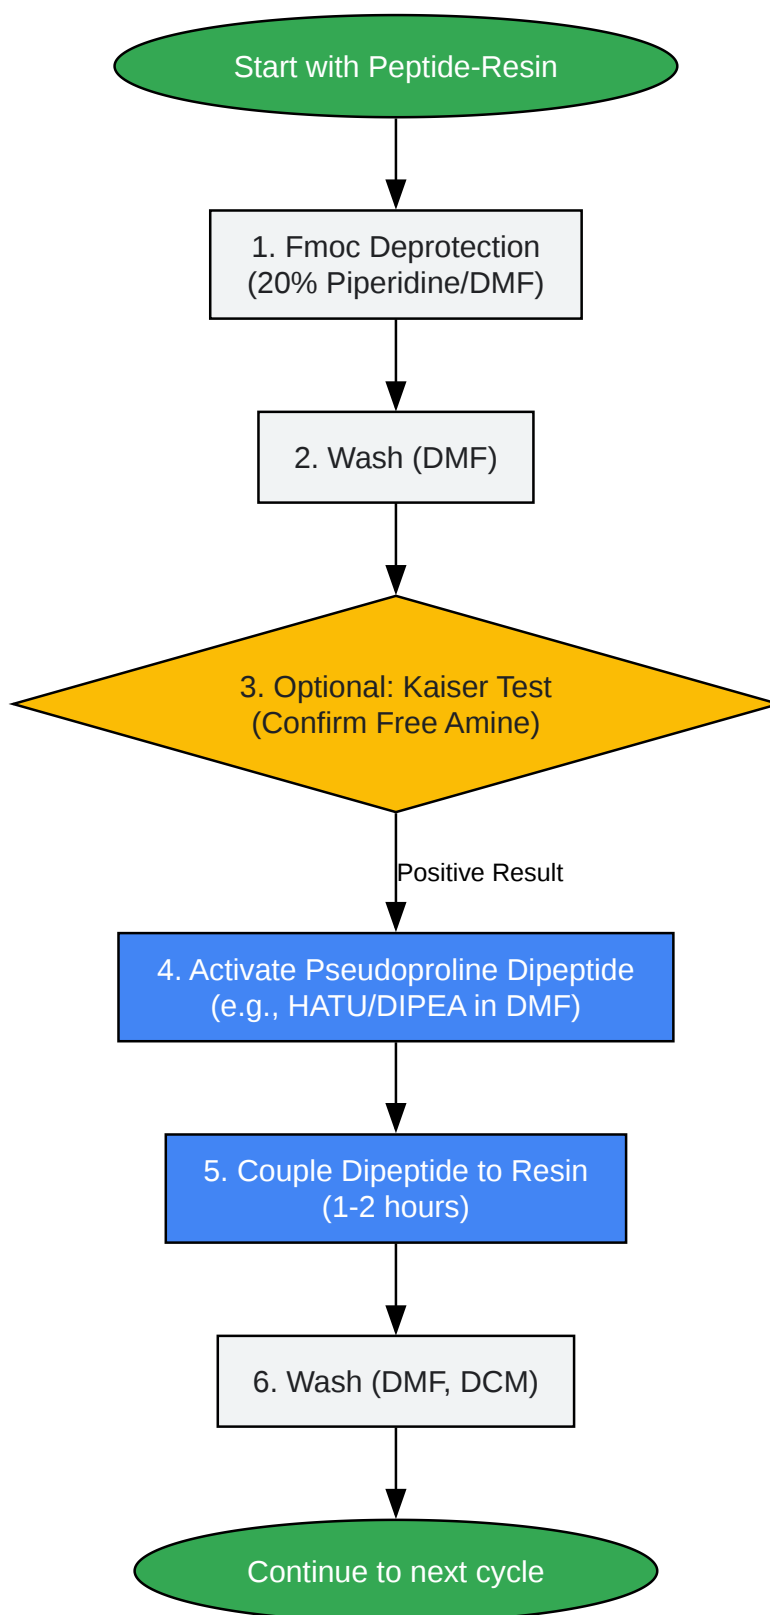 Start with Peptide-Resin
1. Fmoc Deprotection
(20% Piperidine/DMF)
2. Wash (DMF)
3. Optional: Kaiser Test
(Confirm Free Amine)
Positive Result
4. Activate Pseudoproline Dipeptide
(e.g., HATU/DIPEA in DMF)
5. Couple Dipeptide to Resin
(1-2 hours)
6. Wash (DMF, DCM)
Continue to next cycle